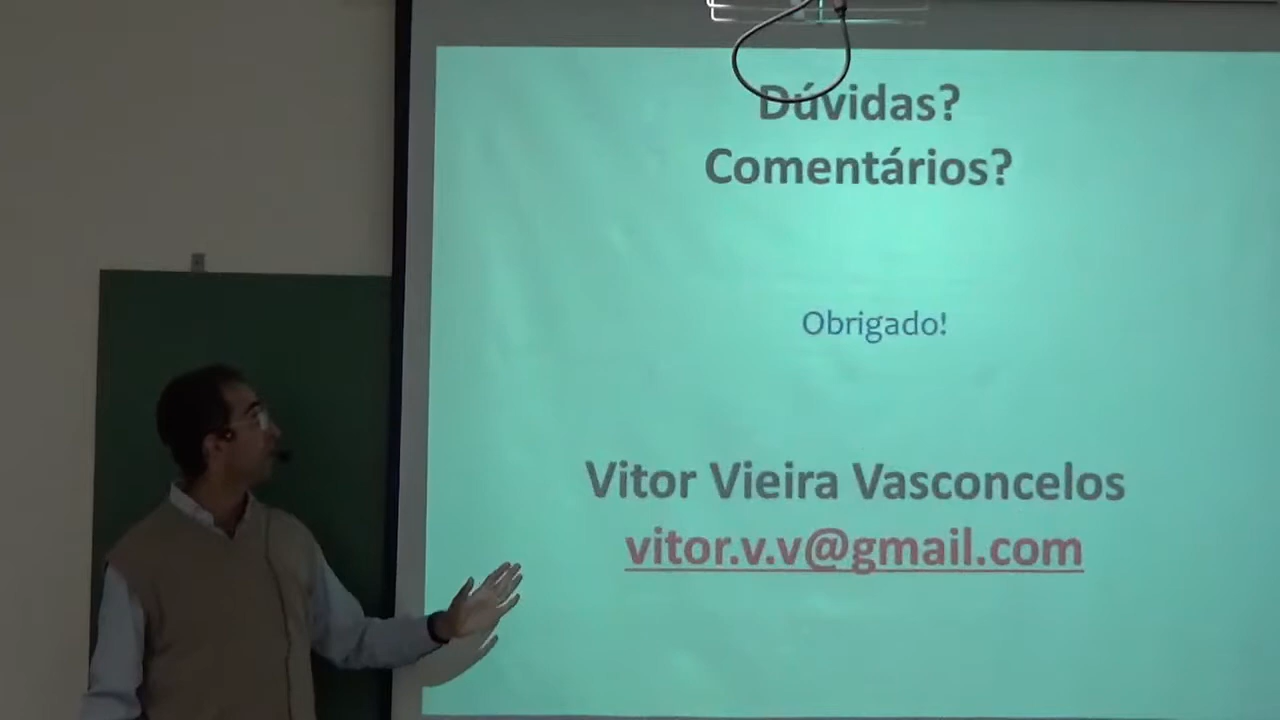 Dúvidas?
Comentários?
Obrigado!
Vitor Vieira Vasconcelos
vitor.v.v@gmail.com